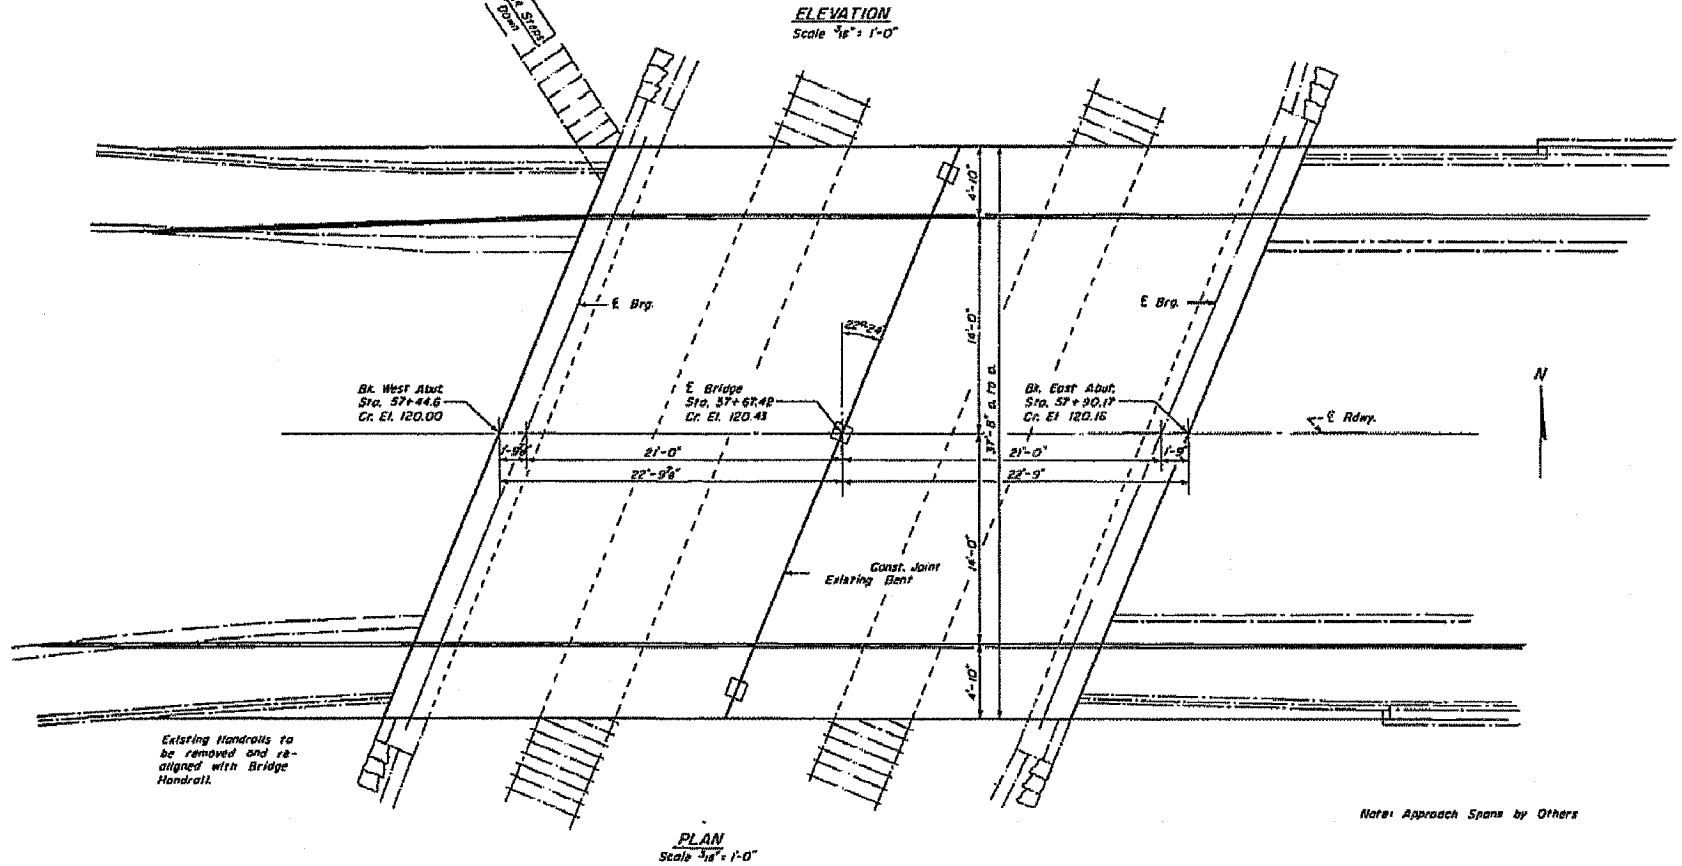 ELEVATION
Scale 3/16" = 1'-0"
Steps
Down
4'-10"
℄ Brg.
℄ Brg.
14'-0"
22°-24'
37'-8" o. to o.
N
Bk. West Abut.
Sta. 57+44.6
Gr. El. 120.00
℄ Bridge
Sta. 57+67.42
Gr. El. 120.43
Bk. East Abut.
Sta. 57+90.17
Gr. El. 120.16
℄ Rdwy.
21'-0"
21'-0"
1'-9"
22'-9"
14'-0"
Const. Joint
Existing Bent
4'-10"
Existing Handrails to
be removed and re-
aligned with Bridge
Handrail.
Note: Approach Spans by Others
PLAN
Scale 3/16" = 1'-0"